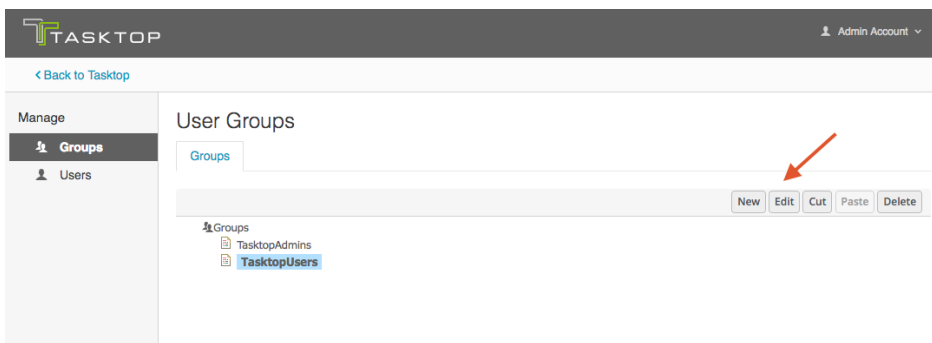 TASKTOP
Admin Account
Back to Tasktop
Manage
Groups
Users
User Groups
Groups
New Edit Cut Paste Delete
Groups
TasktopAdmins
TasktopUsers